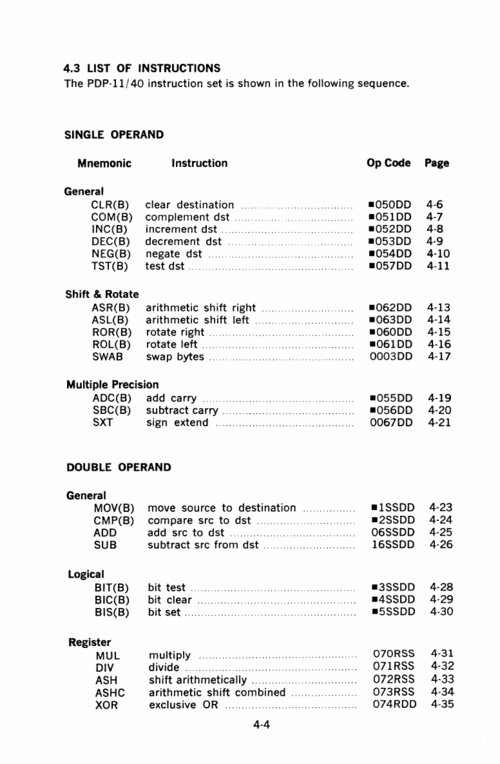 4.3 LIST OF INSTRUCTIONS
The PDP-11/40 instruction set is shown in the following sequence.
SINGLE OPERAND
Mnemonic Instruction Op Code Page
General
CLR(B) clear destination ■050DD 4-6
COM(B) complement dst ■051DD 4-7
INC(B) increment dst ■052DD 4-8
DEC(B) decrement dst ■053DD 4-9
NEG(B) negate dst ■054DD 4-10
TST(B) test dst ■057DD 4-11
Shift & Rotate
ASR(B) arithmetic shift right ■062DD 4-13
ASL(B) arithmetic shift left ■063DD 4-14
ROR(B) rotate right ■060DD 4-15
ROL(B) rotate left ■061DD 4-16
SWAB swap bytes 0003DD 4-17
Multiple Precision
ADC(B) add carry ■055DD 4-19
SBC(B) subtract carry ■056DD 4-20
SXT sign extend 0067DD 4-21
DOUBLE OPERAND
General
MOV(B) move source to destination ■1SSDD 4-23
CMP(B) compare src to dst ■2SSDD 4-24
ADD add src to dst 06SSDD 4-25
SUB subtract src from dst 16SSDD 4-26
Logical
BIT(B) bit test ■3SSDD 4-28
BIC(B) bit clear ■4SSDD 4-29
BIS(B) bit set ■5SSDD 4-30
Register
MUL multiply 070RSS 4-31
DIV divide 071RSS 4-32
ASH shift arithmetically 072RSS 4-33
ASHC arithmetic shift combined 073RSS 4-34
XOR exclusive OR 074RDD 4-35
4-4